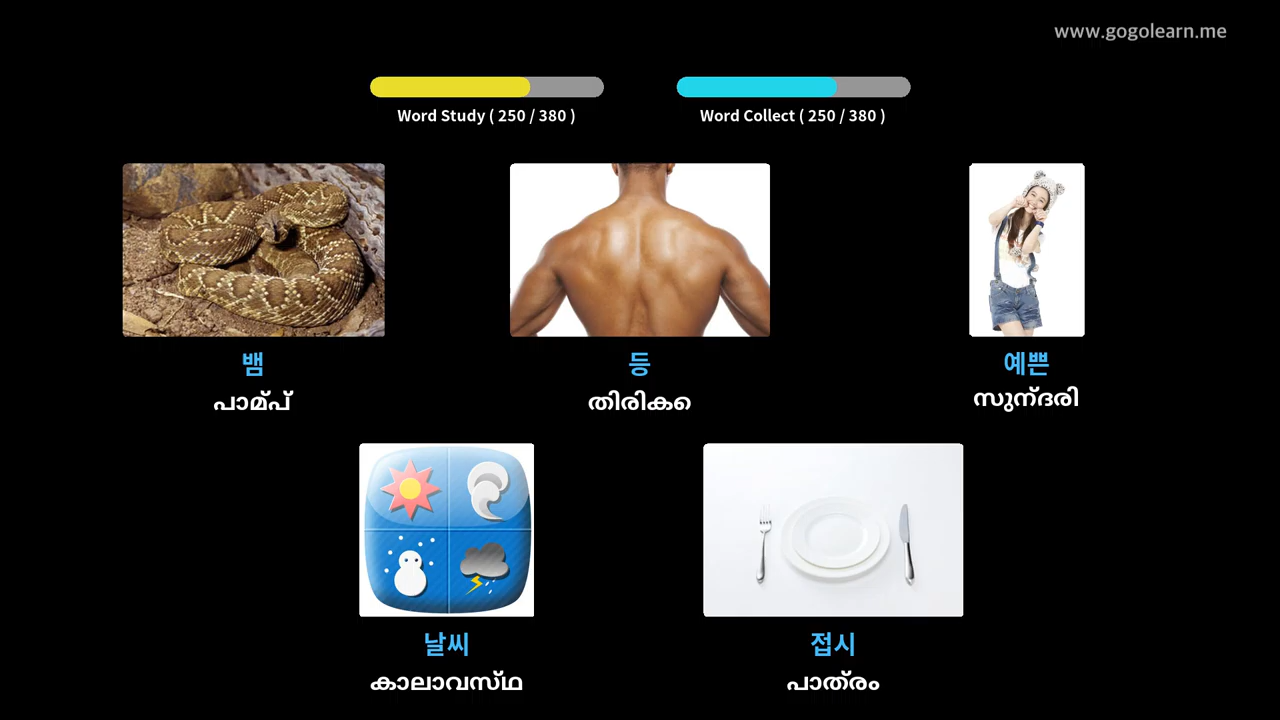 www.gogolearn.me
Word Study ( 250 / 380 )
Word Collect ( 250 / 380 )
뱀
പാമ്പ്
등
തിരികെ
예쁜
സുന്ദരി
날씨
കാലാവസ്ഥ
접시
പാത്രം